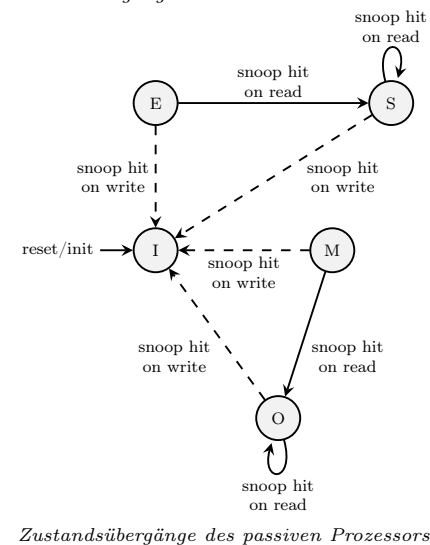 snoop hit
on read
snoop hit
on read
E
S
snoop hit
on write
snoop hit
on write
reset/init
I
M
snoop hit
on write
snoop hit
on write
snoop hit
on read
O
snoop hit
on read
Zustandsübergänge des passiven Prozessors